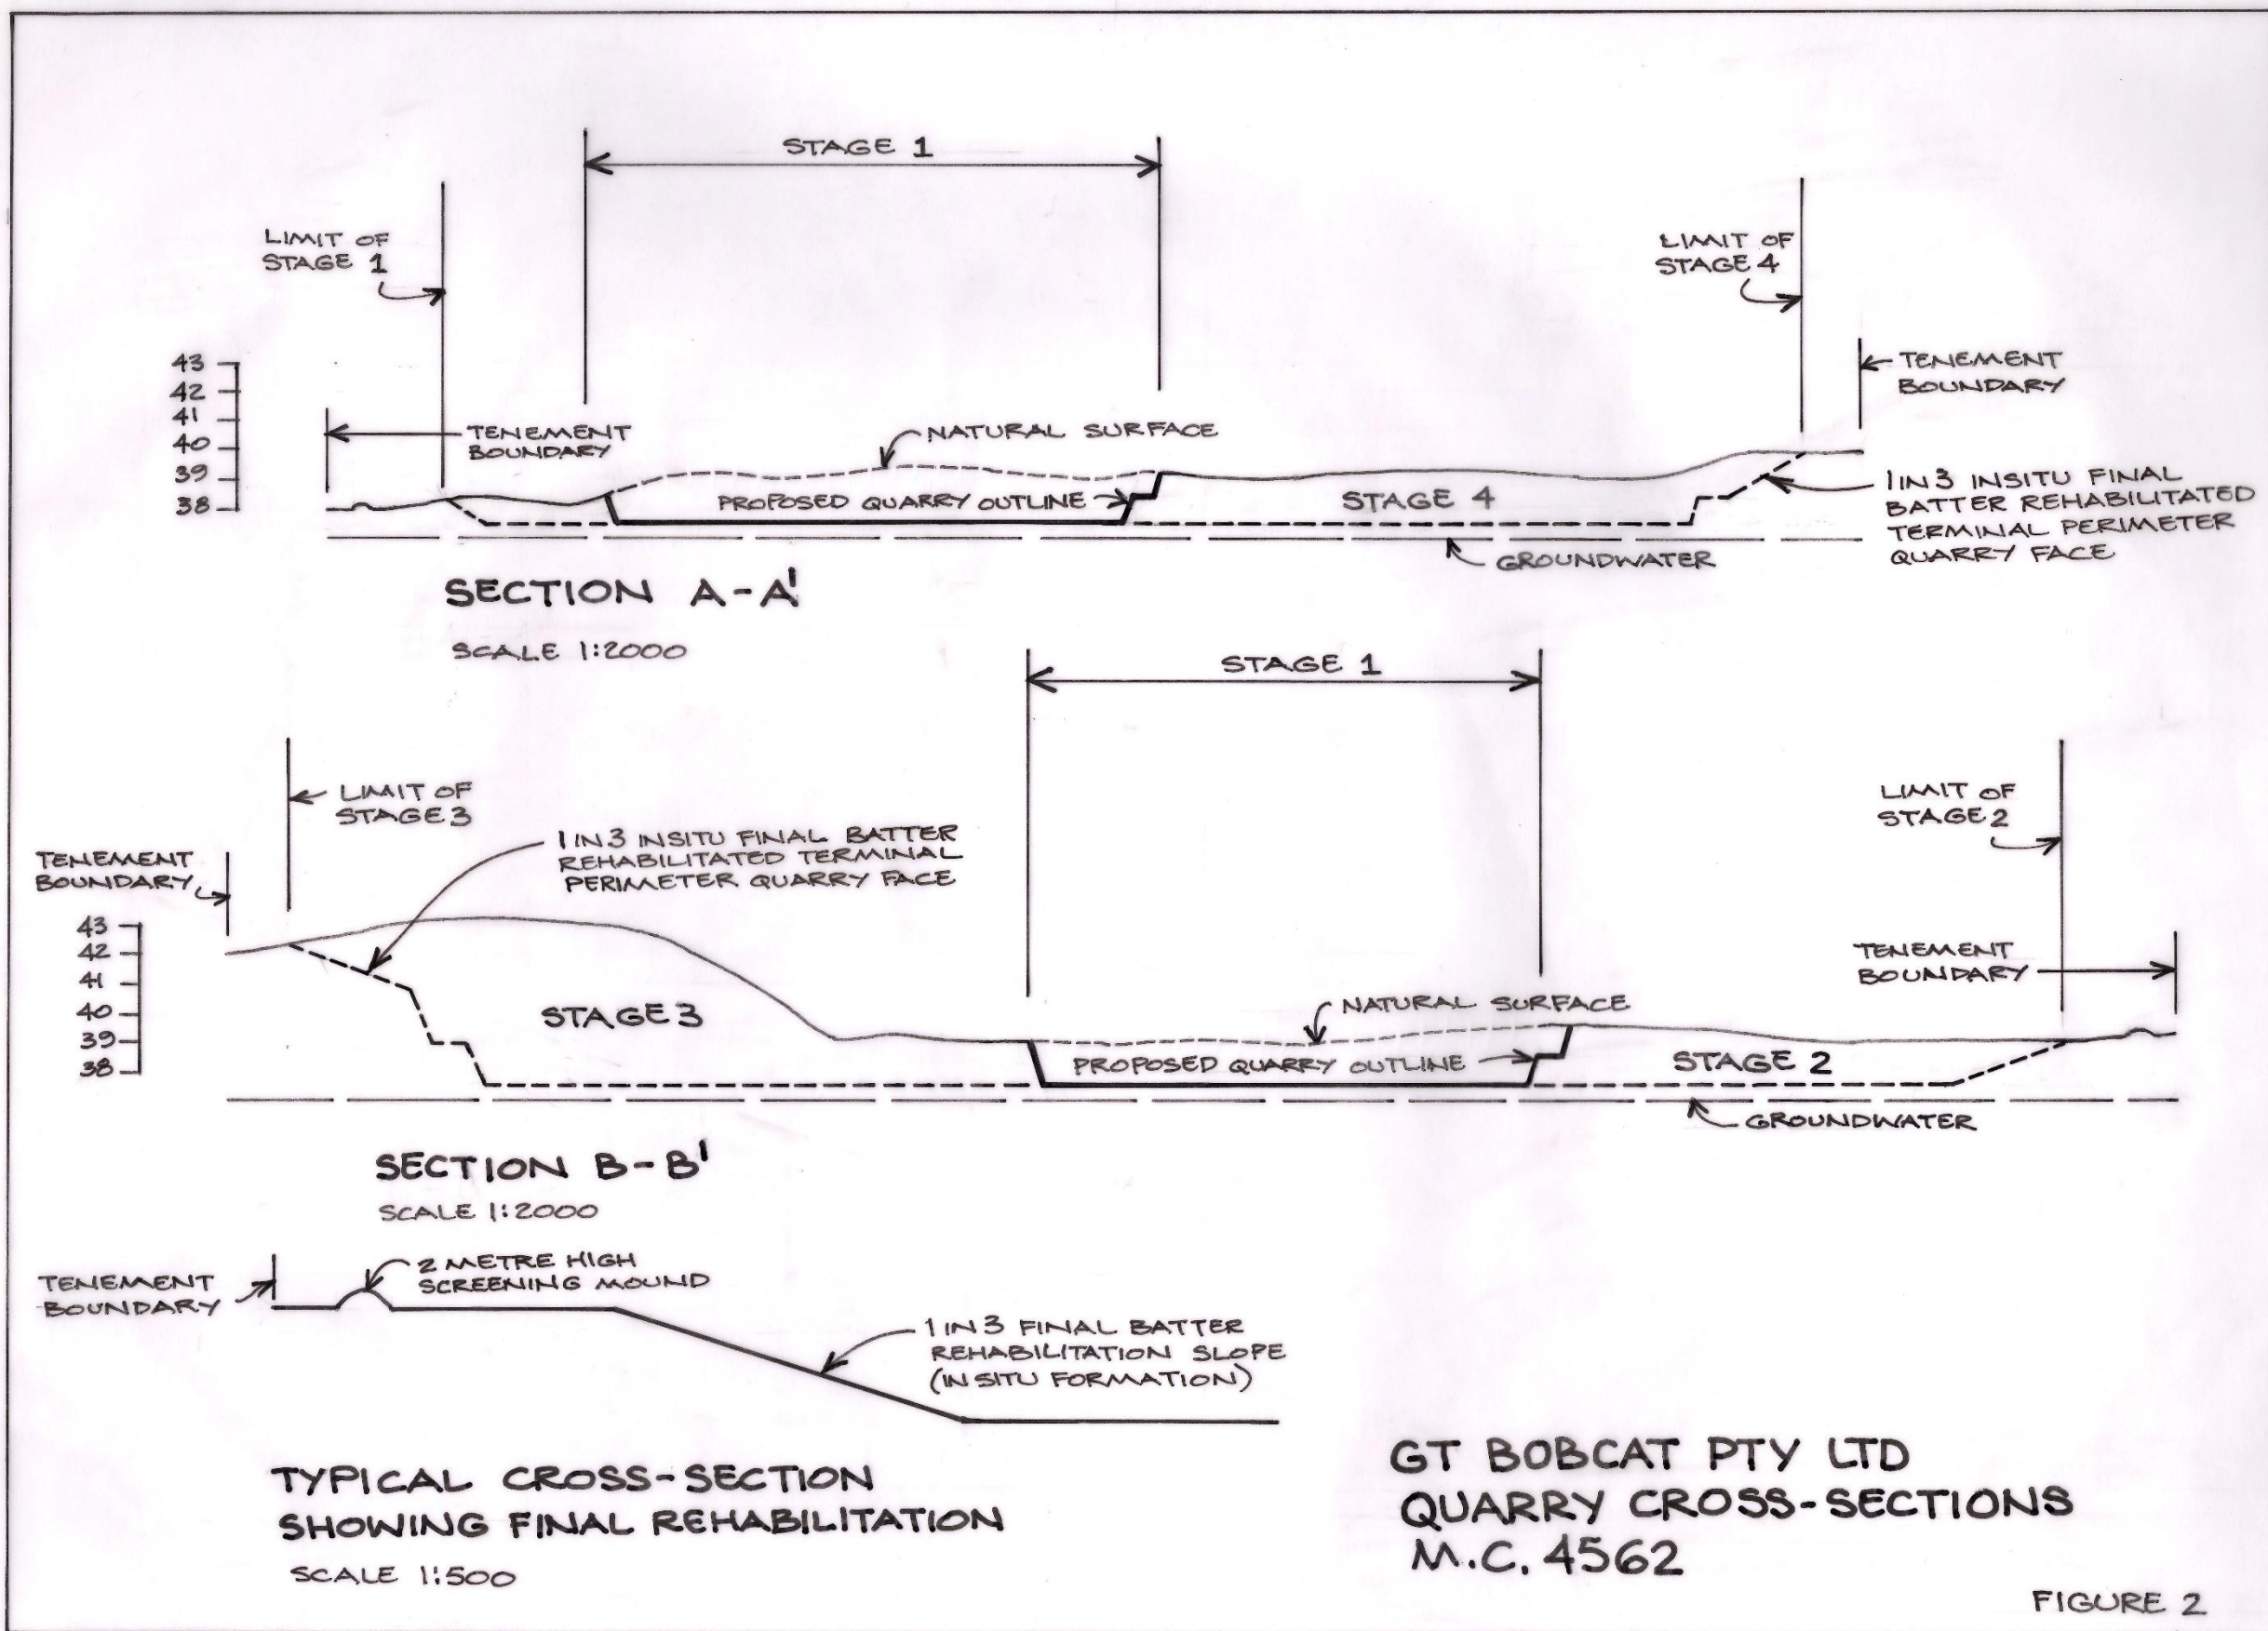 STAGE 1
LIMIT OF
STAGE 1
LIMIT OF
STAGE 4
43
42
41
40
39
38
TENEMENT
BOUNDARY
TENEMENT
BOUNDARY
NATURAL SURFACE
PROPOSED QUARRY OUTLINE
STAGE 4
1 IN 3 INSITU FINAL
BATTER REHABILITATED
TERMINAL PERIMETER
QUARRY FACE
GROUNDWATER
SECTION A-A'
SCALE 1:2000
STAGE 1
LIMIT OF
STAGE 3
LIMIT OF
STAGE 2
1 IN 3 INSITU FINAL BATTER
REHABILITATED TERMINAL
PERIMETER QUARRY FACE
TENEMENT
BOUNDARY
43
42
41
40
39
38
TENEMENT
BOUNDARY
STAGE 3
NATURAL SURFACE
PROPOSED QUARRY OUTLINE
STAGE 2
GROUNDWATER
SECTION B-B'
SCALE 1:2000
TENEMENT
BOUNDARY
2 METRE HIGH
SCREENING MOUND
1 IN 3 FINAL BATTER
REHABILITATION SLOPE
(IN SITU FORMATION)
TYPICAL CROSS-SECTION
SHOWING FINAL REHABILITATION
SCALE 1:500
GT BOBCAT PTY LTD
QUARRY CROSS-SECTIONS
M.C. 4562
FIGURE 2